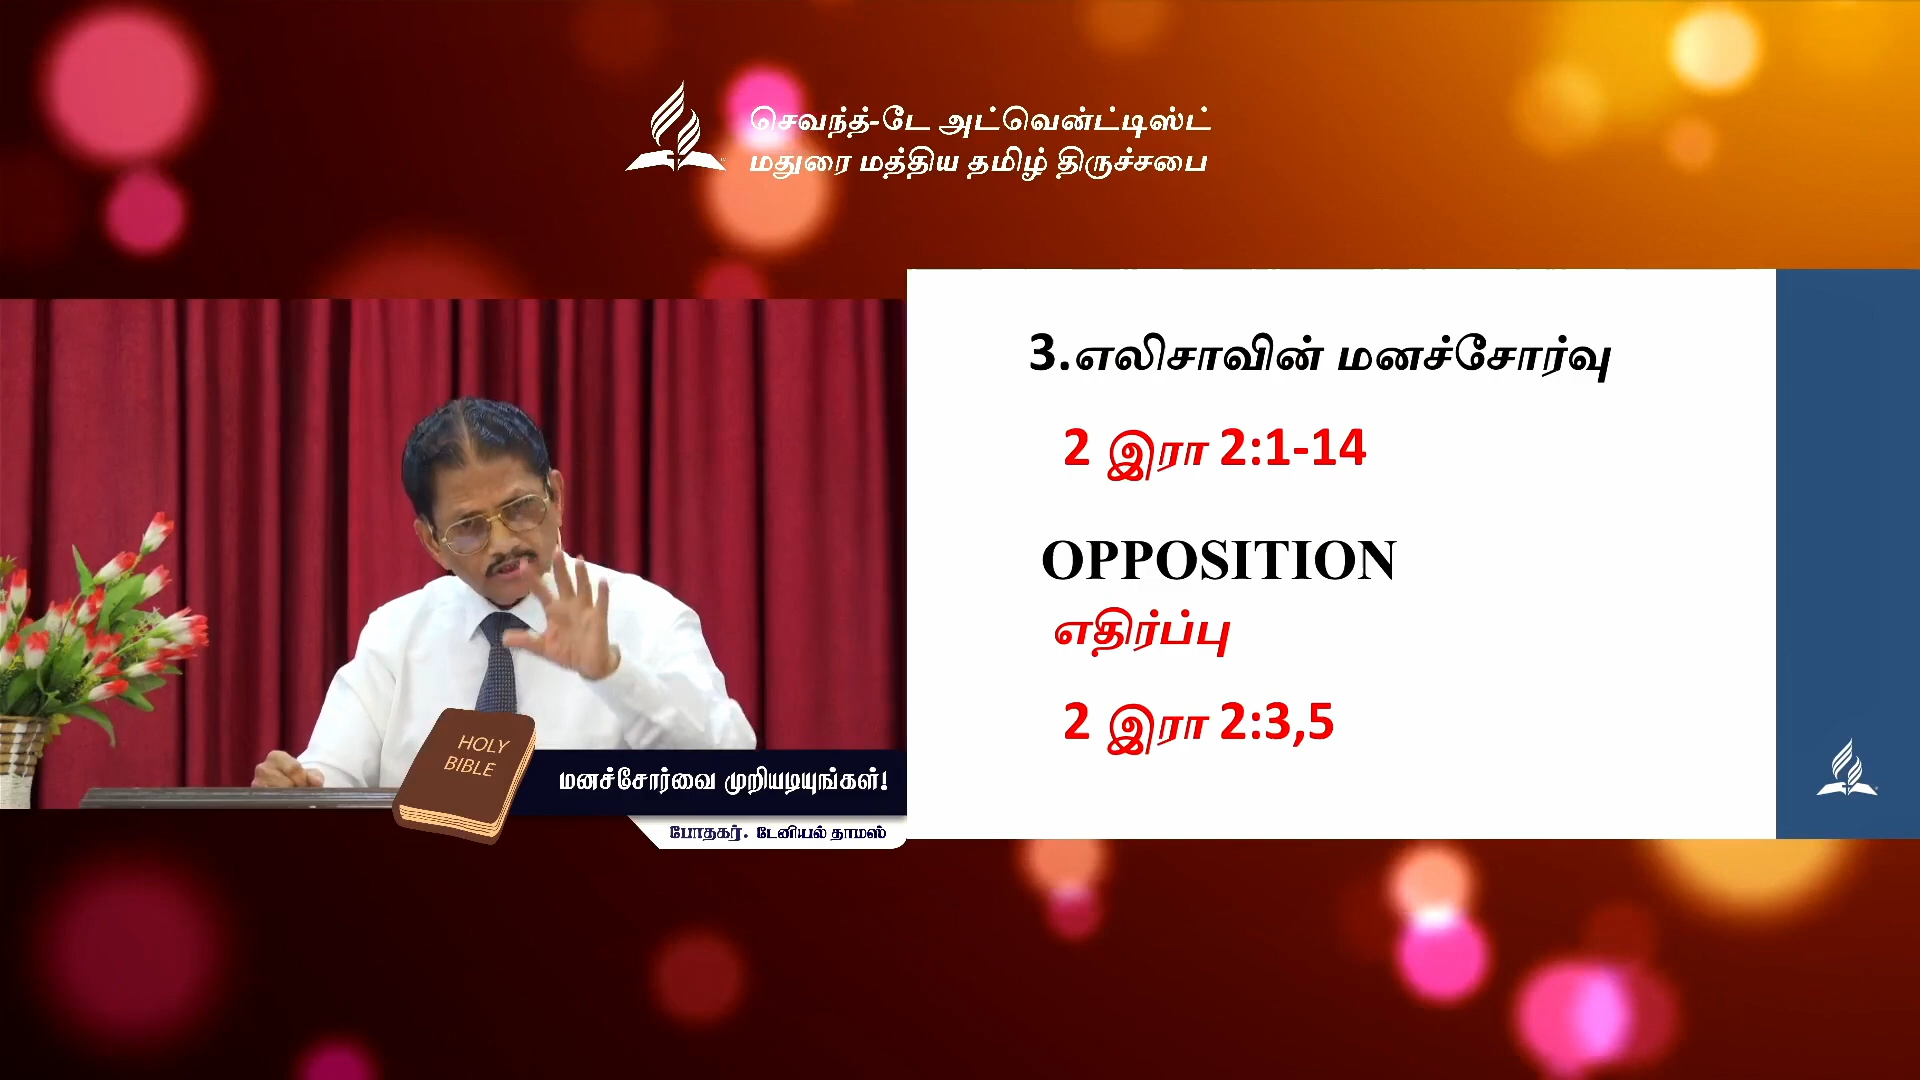 செவந்த்-டே அட்வென்ட்டிஸ்ட்
மதுரை மத்திய தமிழ் திருச்சபை
3.எலிசாவின் மனச்சோர்வு
2 இரா 2:1-14
OPPOSITION
எதிர்ப்பு
2 இரா 2:3,5
HOLY
BIBLE
மனச்சோர்வை முறியடியுங்கள்!
போதகர். டேனியல் தாமஸ்